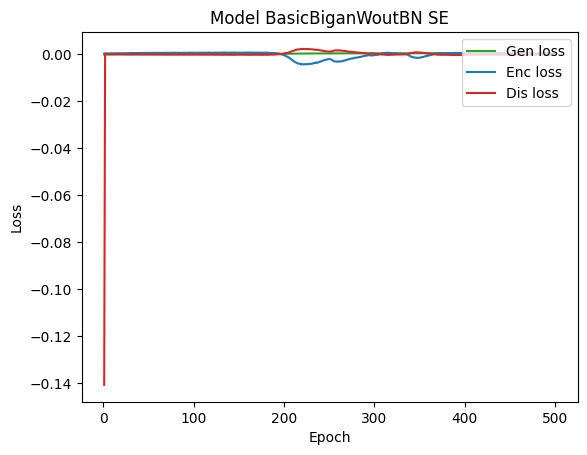 Model BasicBiganWoutBN SE
Gen loss
Enc loss
Dis loss
0.00
−0.02
−0.04
−0.06
−0.08
−0.10
−0.12
−0.14
Loss
0 100 200 300 400 500
Epoch